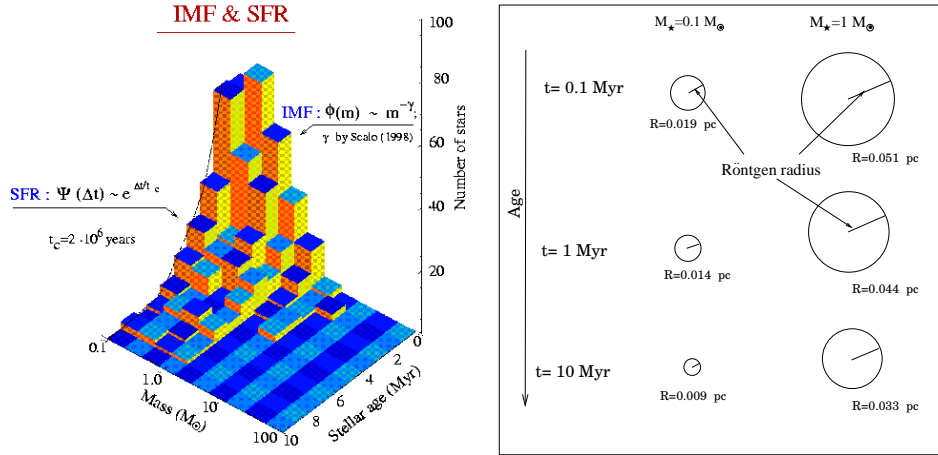 IMF & SFR
100
80
60
40
20
0
Number of stars
IMF : ϕ(m) ~ m^-γ;
γ by Scalo (1998)
SFR : Ψ (Δt) ~ e^Δt/t_c
t_c=2 ·10^6 years
0.1
1.0
10
100
Mass (M☉)
10
8
6
4
2
0
Stellar age (Myr)
M★=0.1 M☉
M★=1 M☉
Age
t= 0.1 Myr
R=0.019 pc
R=0.051 pc
Röntgen radius
t= 1 Myr
R=0.014 pc
R=0.044 pc
t= 10 Myr
R=0.009 pc
R=0.033 pc